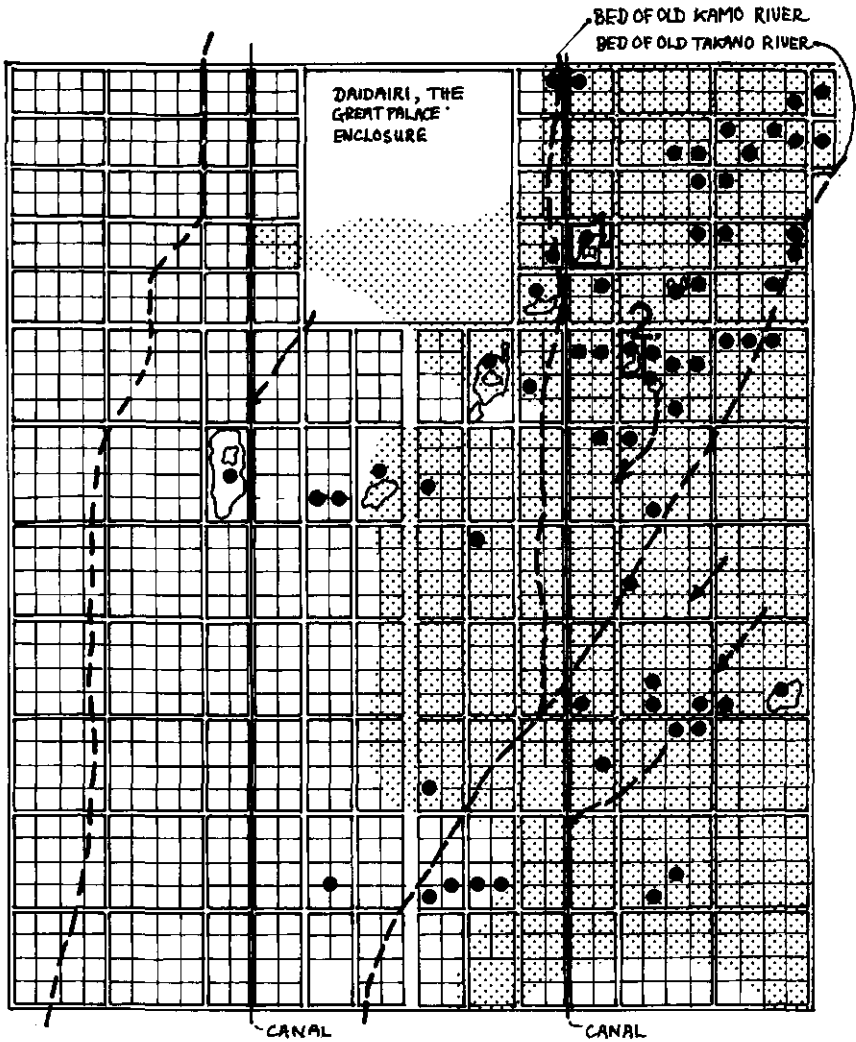 BED OF OLD KAMO RIVER
BED OF OLD TAKANO RIVER
DAIDAIRI, THE
GREAT PALACE
ENCLOSURE
CANAL
CANAL